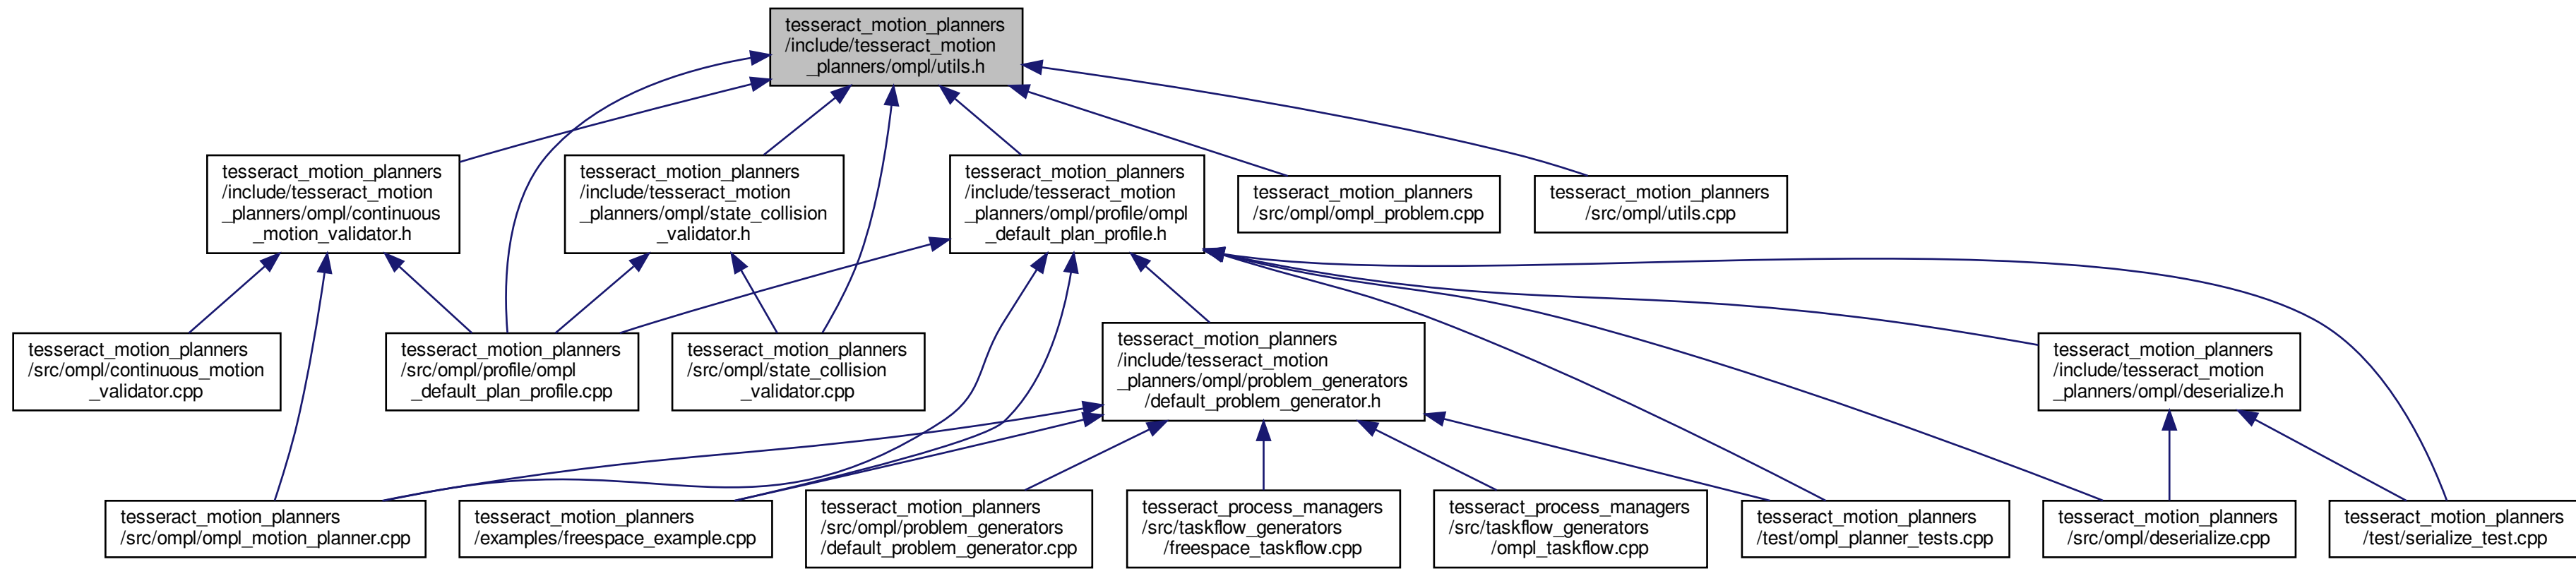 tesseract_motion_planners
/include/tesseract_motion
_planners/ompl/utils.h
tesseract_motion_planners
/include/tesseract_motion
_planners/ompl/continuous
_motion_validator.h
tesseract_motion_planners
/include/tesseract_motion
_planners/ompl/state_collision
_validator.h
tesseract_motion_planners
/include/tesseract_motion
_planners/ompl/profile/ompl
_default_plan_profile.h
tesseract_motion_planners
/src/ompl/ompl_problem.cpp
tesseract_motion_planners
/src/ompl/utils.cpp
tesseract_motion_planners
/src/ompl/continuous_motion
_validator.cpp
tesseract_motion_planners
/src/ompl/profile/ompl
_default_plan_profile.cpp
tesseract_motion_planners
/src/ompl/state_collision
_validator.cpp
tesseract_motion_planners
/include/tesseract_motion
_planners/ompl/problem_generators
/default_problem_generator.h
tesseract_motion_planners
/include/tesseract_motion
_planners/ompl/deserialize.h
tesseract_motion_planners
/src/ompl/ompl_motion_planner.cpp
tesseract_motion_planners
/examples/freespace_example.cpp
tesseract_motion_planners
/src/ompl/problem_generators
/default_problem_generator.cpp
tesseract_process_managers
/src/taskflow_generators
/freespace_taskflow.cpp
tesseract_process_managers
/src/taskflow_generators
/ompl_taskflow.cpp
tesseract_motion_planners
/test/ompl_planner_tests.cpp
tesseract_motion_planners
/src/ompl/deserialize.cpp
tesseract_motion_planners
/test/serialize_test.cpp